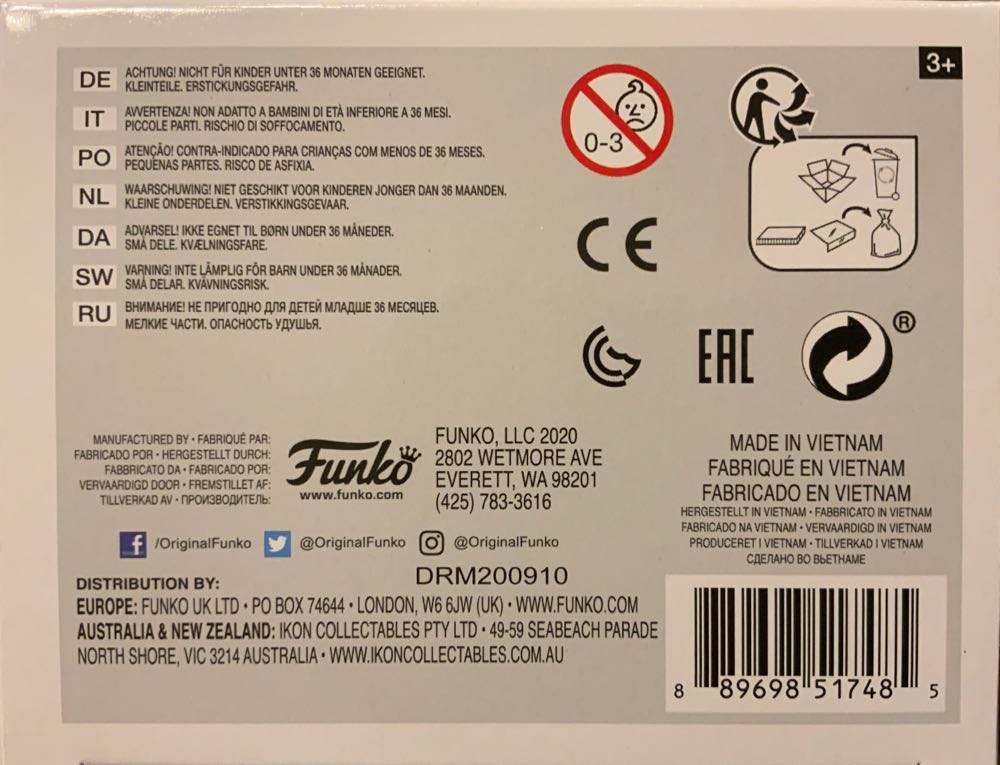 3+
DE ACHTUNG! NICHT FÜR KINDER UNTER 36 MONATEN GEEIGNET.
KLEINTEILE. ERSTICKUNGSGEFAHR.
IT AVVERTENZA! NON ADATTO A BAMBINI DI ETÀ INFERIORE A 36 MESI.
PICCOLE PARTI. RISCHIO DI SOFFOCAMENTO.
PO ATENÇÃO! CONTRA-INDICADO PARA CRIANÇAS COM MENOS DE 36 MESES.
PEQUENAS PARTES. RISCO DE ASFIXIA.
NL WAARSCHUWING! NIET GESCHIKT VOOR KINDEREN JONGER DAN 36 MAANDEN.
KLEINE ONDERDELEN. VERSTIKKINGSGEVAAR.
DA ADVARSEL! IKKE EGNET TIL BØRN UNDER 36 MÅNEDER.
SMÅ DELE. KVÆLNINGSFARE.
SW VARNING! INTE LÄMPLIG FÖR BARN UNDER 36 MÅNADER.
SMÅ DELAR. KVÄVNINGSRISK.
RU ВНИМАНИЕ! НЕ ПРИГОДНО ДЛЯ ДЕТЕЙ МЛАДШЕ 36 МЕСЯЦЕВ.
МЕЛКИЕ ЧАСТИ. ОПАСНОСТЬ УДУШЬЯ.
0-3
CE
EAC
®
MANUFACTURED BY • FABRIQUÉ PAR:
FABRICADO POR • HERGESTELLT DURCH:
FABBRICATO DA • FABRICADO POR:
VERVAARDIGD DOOR • FREMSTILLET AF:
TILLVERKAD AV • ПРОИЗВОДИТЕЛЬ:
Funko
www.funko.com
FUNKO, LLC 2020
2802 WETMORE AVE
EVERETT, WA 98201
(425) 783-3616
MADE IN VIETNAM
FABRIQUÉ EN VIETNAM
FABRICADO EN VIETNAM
HERGESTELLT IN VIETNAM • FABBRICATO IN VIETNAM
FABRICADO NA VIETNAM • VERVAARDIGD IN VIETNAM
PRODUCERET I VIETNAM • TILLVERKAD I VIETNAM
СДЕЛАНО ВО ВЬЕТНАМЕ
f /OriginalFunko @OriginalFunko @OriginalFunko
DRM200910
DISTRIBUTION BY:
EUROPE: FUNKO UK LTD • PO BOX 74644 • LONDON, W6 6JW (UK) • WWW.FUNKO.COM
AUSTRALIA & NEW ZEALAND: IKON COLLECTABLES PTY LTD • 49-59 SEABEACH PARADE
NORTH SHORE, VIC 3214 AUSTRALIA • WWW.IKONCOLLECTABLES.COM.AU
8 89698 51748 5